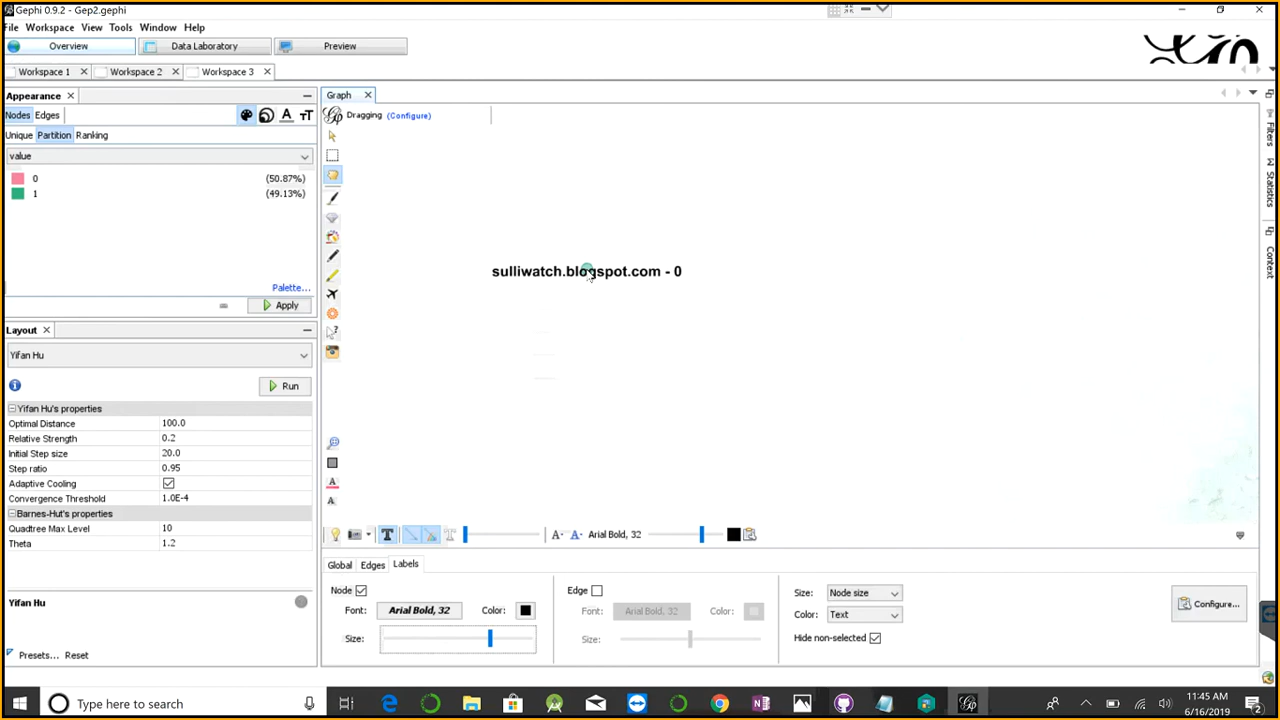 Gephi 0.9.2 - Gep2.gephi
File Workspace View Tools Window Help
Overview Data Laboratory Preview
Workspace 1 Workspace 2 Workspace 3
Appearance
Nodes Edges
Unique Partition Ranking
value
0 (50.87%)
1 (49.13%)
Palette...
Apply
Layout
Yifan Hu
Run
Yifan Hu's properties
Optimal Distance 100.0
Relative Strength 0.2
Initial Step size 20.0
Step ratio 0.95
Adaptive Cooling
Convergence Threshold 1.0E-4
Barnes-Hut's properties
Quadtree Max Level 10
Theta 1.2
Yifan Hu
Presets... Reset
Graph
Dragging (Configure)
sulliwatch.blogspot.com - 0
Arial Bold, 32
Global Edges Labels
Node
Font: Arial Bold, 32 Color:
Size:
Edge
Font: Arial Bold, 32 Color:
Size:
Size: Node size
Color: Text
Hide non-selected
Configure...
Filters
Statistics
Context
Type here to search
11:45 AM
6/16/2019
2